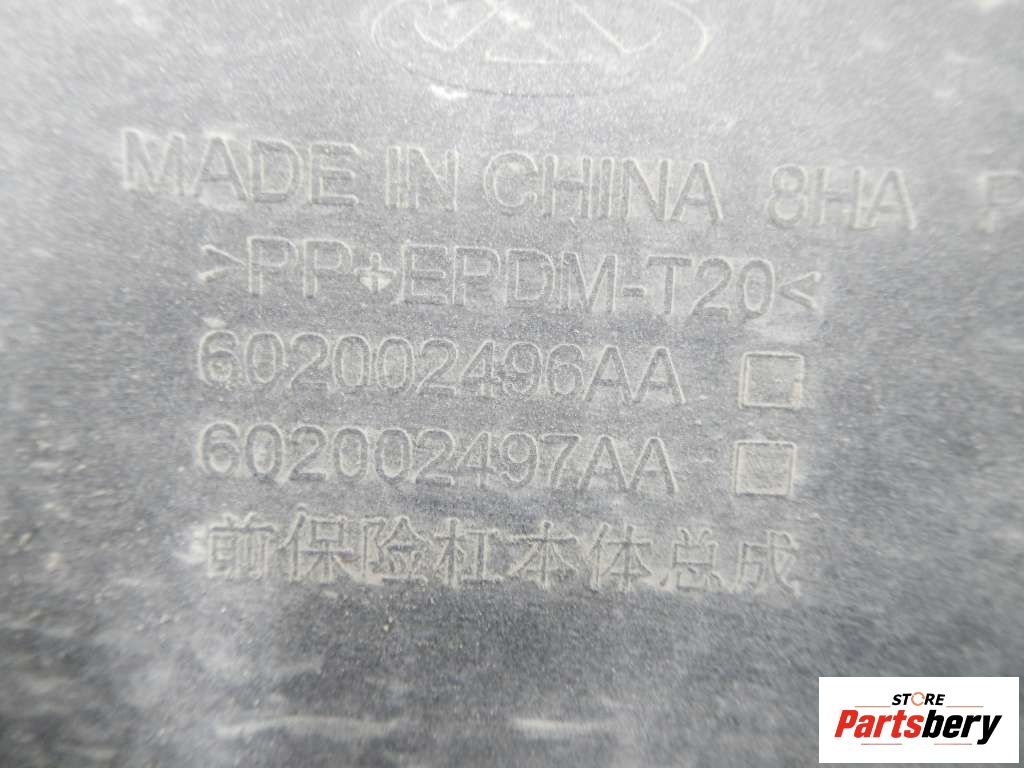 MADE IN CHINA 8HA P
>PP+EPDM-T20<
602002496AA
602002497AA
前保险杠本体总成
STORE
Partsbery